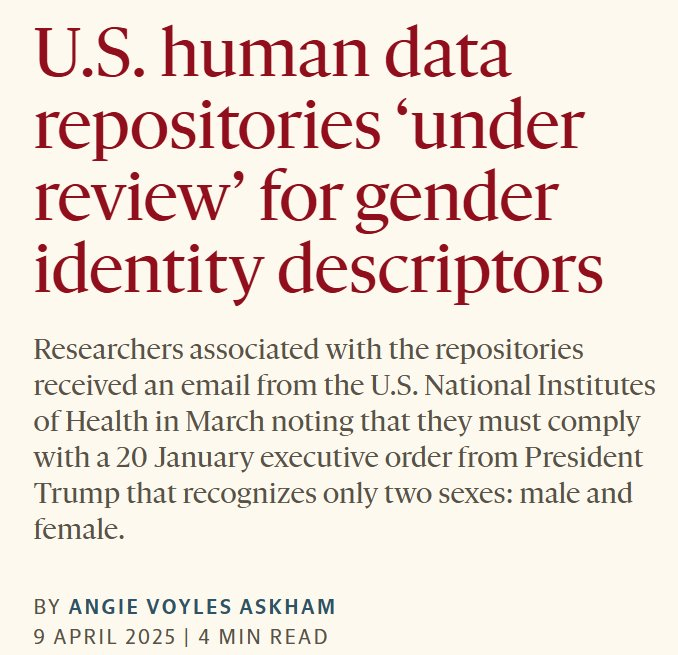 U.S. human data
repositories ‘under
review’ for gender
identity descriptors
Researchers associated with the repositories
received an email from the U.S. National Institutes
of Health in March noting that they must comply
with a 20 January executive order from President
Trump that recognizes only two sexes: male and
female.
BY ANGIE VOYLES ASKHAM
9 APRIL 2025 | 4 MIN READ